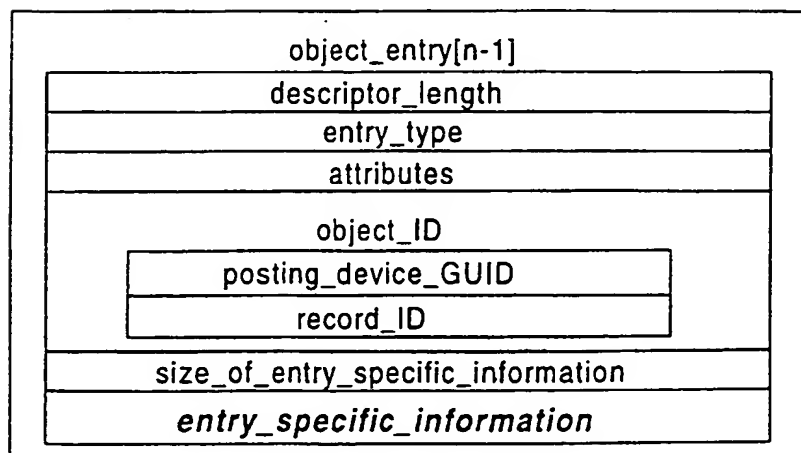 object_entry[n-1]
descriptor_length
entry_type
attributes
object_ID
posting_device_GUID
record_ID
size_of_entry_specific_information
entry_specific_information